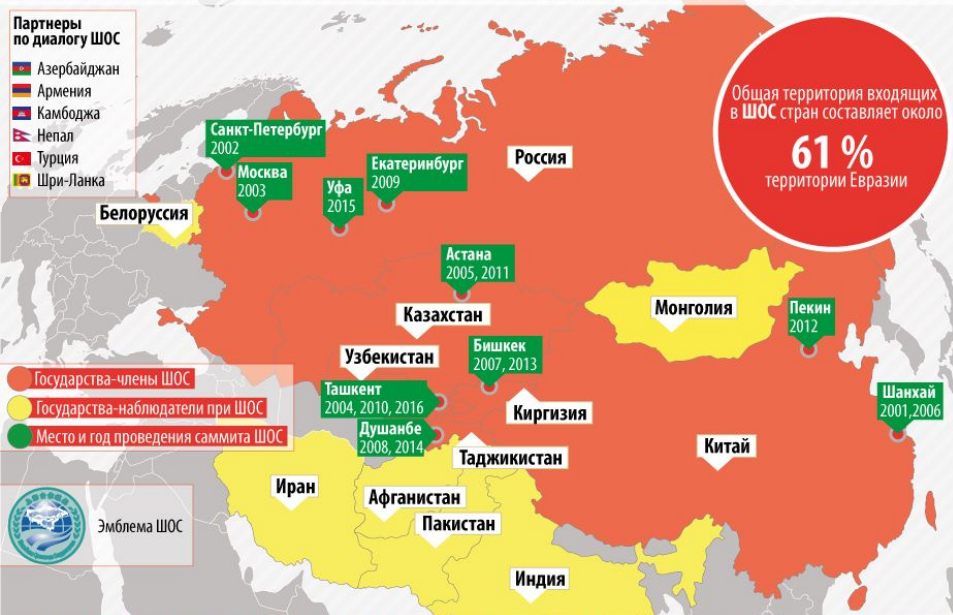 Партнеры
по диалогу ШОС
Азербайджан
Армения
Камбоджа
Непал
Турция
Шри-Ланка
Общая территория входящих
в ШОС стран составляет около
61 %
территории Евразии
Санкт-Петербург
2002
Москва
2003
Уфа
2015
Екатеринбург
2009
Россия
Белоруссия
Астана
2005, 2011
Казахстан
Монголия
Пекин
2012
Узбекистан
Бишкек
2007, 2013
Государства-члены ШОС
Государства-наблюдатели при ШОС
Место и год проведения саммита ШОС
Ташкент
2004, 2010, 2016
Душанбе
2008, 2014
Киргизия
Шанхай
2001,2006
Таджикистан
Китай
Иран
Афганистан
Пакистан
Индия
Эмблема ШОС